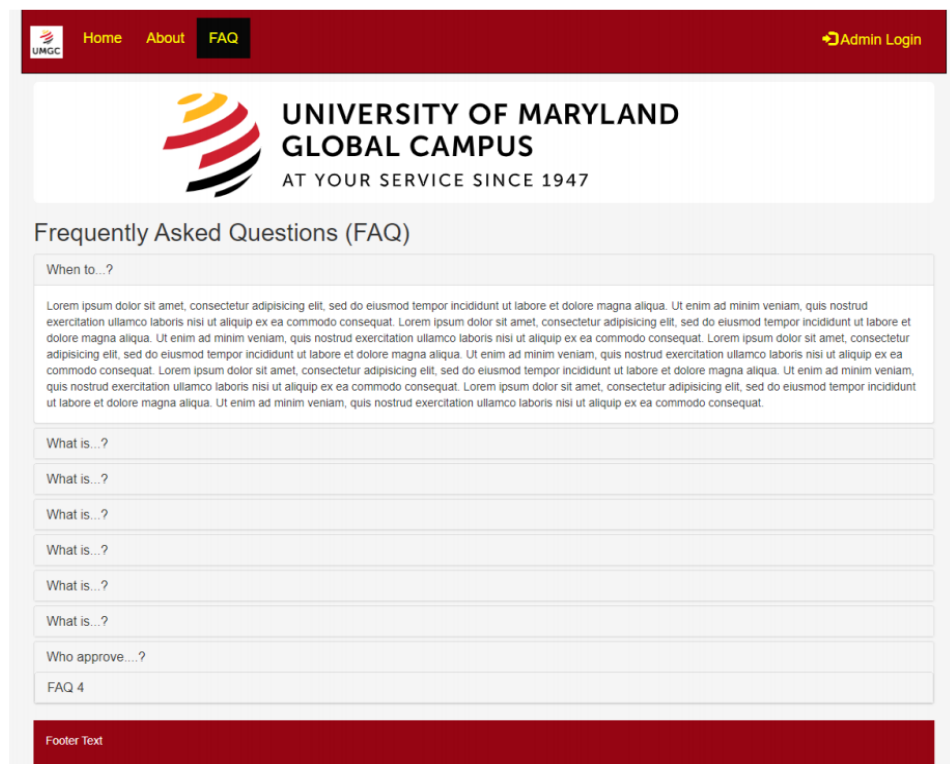 UMGC Home About FAQ Admin Login
UNIVERSITY OF MARYLAND
GLOBAL CAMPUS
AT YOUR SERVICE SINCE 1947
Frequently Asked Questions (FAQ)
When to...?
Lorem ipsum dolor sit amet, consectetur adipisicing elit, sed do eiusmod tempor incididunt ut labore et dolore magna aliqua. Ut enim ad minim veniam, quis nostrud
exercitation ullamco laboris nisi ut aliquip ex ea commodo consequat. Lorem ipsum dolor sit amet, consectetur adipisicing elit, sed do eiusmod tempor incididunt ut labore et
dolore magna aliqua. Ut enim ad minim veniam, quis nostrud exercitation ullamco laboris nisi ut aliquip ex ea commodo consequat. Lorem ipsum dolor sit amet, consectetur
adipisicing elit, sed do eiusmod tempor incididunt ut labore et dolore magna aliqua. Ut enim ad minim veniam, quis nostrud exercitation ullamco laboris nisi ut aliquip ex ea
commodo consequat. Lorem ipsum dolor sit amet, consectetur adipisicing elit, sed do eiusmod tempor incididunt ut labore et dolore magna aliqua. Ut enim ad minim veniam,
quis nostrud exercitation ullamco laboris nisi ut aliquip ex ea commodo consequat. Lorem ipsum dolor sit amet, consectetur adipisicing elit, sed do eiusmod tempor incididunt
ut labore et dolore magna aliqua. Ut enim ad minim veniam, quis nostrud exercitation ullamco laboris nisi ut aliquip ex ea commodo consequat.
What is...?
What is...?
What is...?
What is...?
What is...?
What is...?
Who approve....?
FAQ 4
Footer Text